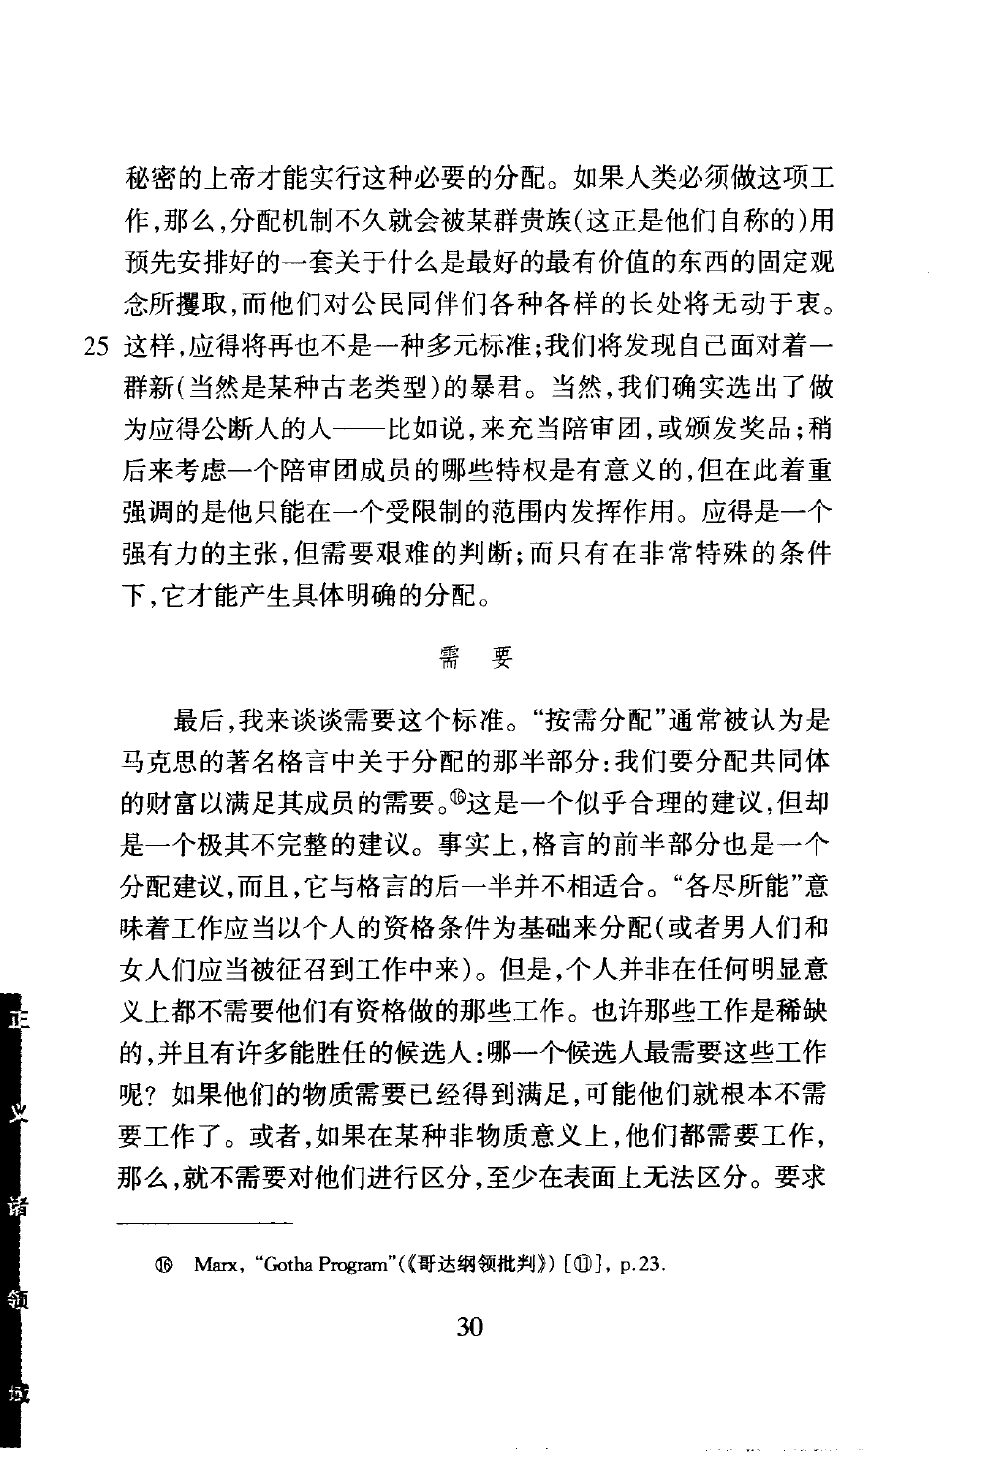 秘密的上帝才能实行这种必要的分配。如果人类必须做这项工
作,那么,分配机制不久就会被某群贵族(这正是他们自称的)用
预先安排好的一套关于什么是最好的最有价值的东西的固定观
念所攫取,而他们对公民同伴们各种各样的长处将无动于衷。
25 这样,应得将再也不是一种多元标准;我们将发现自己面对着一
群新(当然是某种古老类型)的暴君。当然,我们确实选出了做
为应得公断人的人——比如说,来充当陪审团,或颁发奖品;稍
后来考虑一个陪审团成员的哪些特权是有意义的,但在此着重
强调的是他只能在一个受限制的范围内发挥作用。应得是一个
强有力的主张,但需要艰难的判断;而只有在非常特殊的条件
下,它才能产生具体明确的分配。
需 要
最后,我来谈谈需要这个标准。“按需分配”通常被认为是
马克思的著名格言中关于分配的那半部分:我们要分配共同体
的财富以满足其成员的需要。⑯这是一个似乎合理的建议,但却
是一个极其不完整的建议。事实上,格言的前半部分也是一个
分配建议,而且,它与格言的后一半并不相适合。“各尽所能”意
味着工作应当以个人的资格条件为基础来分配(或者男人们和
女人们应当被征召到工作中来)。但是,个人并非在任何明显意
义上都不需要他们有资格做的那些工作。也许那些工作是稀缺
的,并且有许多能胜任的候选人:哪一个候选人最需要这些工作
呢? 如果他们的物质需要已经得到满足,可能他们就根本不需
要工作了。或者,如果在某种非物质意义上,他们都需要工作,
那么,就不需要对他们进行区分,至少在表面上无法区分。要求
⑯ Marx, “Gotha Program”(《哥达纲领批判》) [⑪], p.23.
30
正
义
诸
领
域